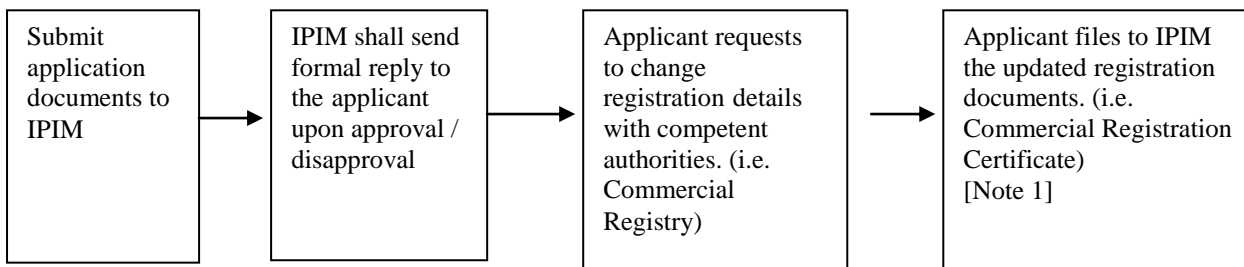 Submit
application
documents to
IPIM
IPIM shall send
formal reply to
the applicant
upon approval /
disapproval
Applicant requests
to change
registration details
with competent
authorities. (i.e.
Commercial
Registry)
Applicant files to IPIM
the updated registration
documents. (i.e.
Commercial Registration
Certificate)
[Note 1]